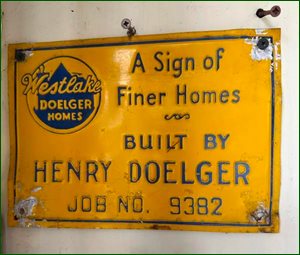 Westlake
DOELGER
HOMES
A Sign of
Finer Homes
BUILT BY
HENRY DOELGER
JOB NO. 9382